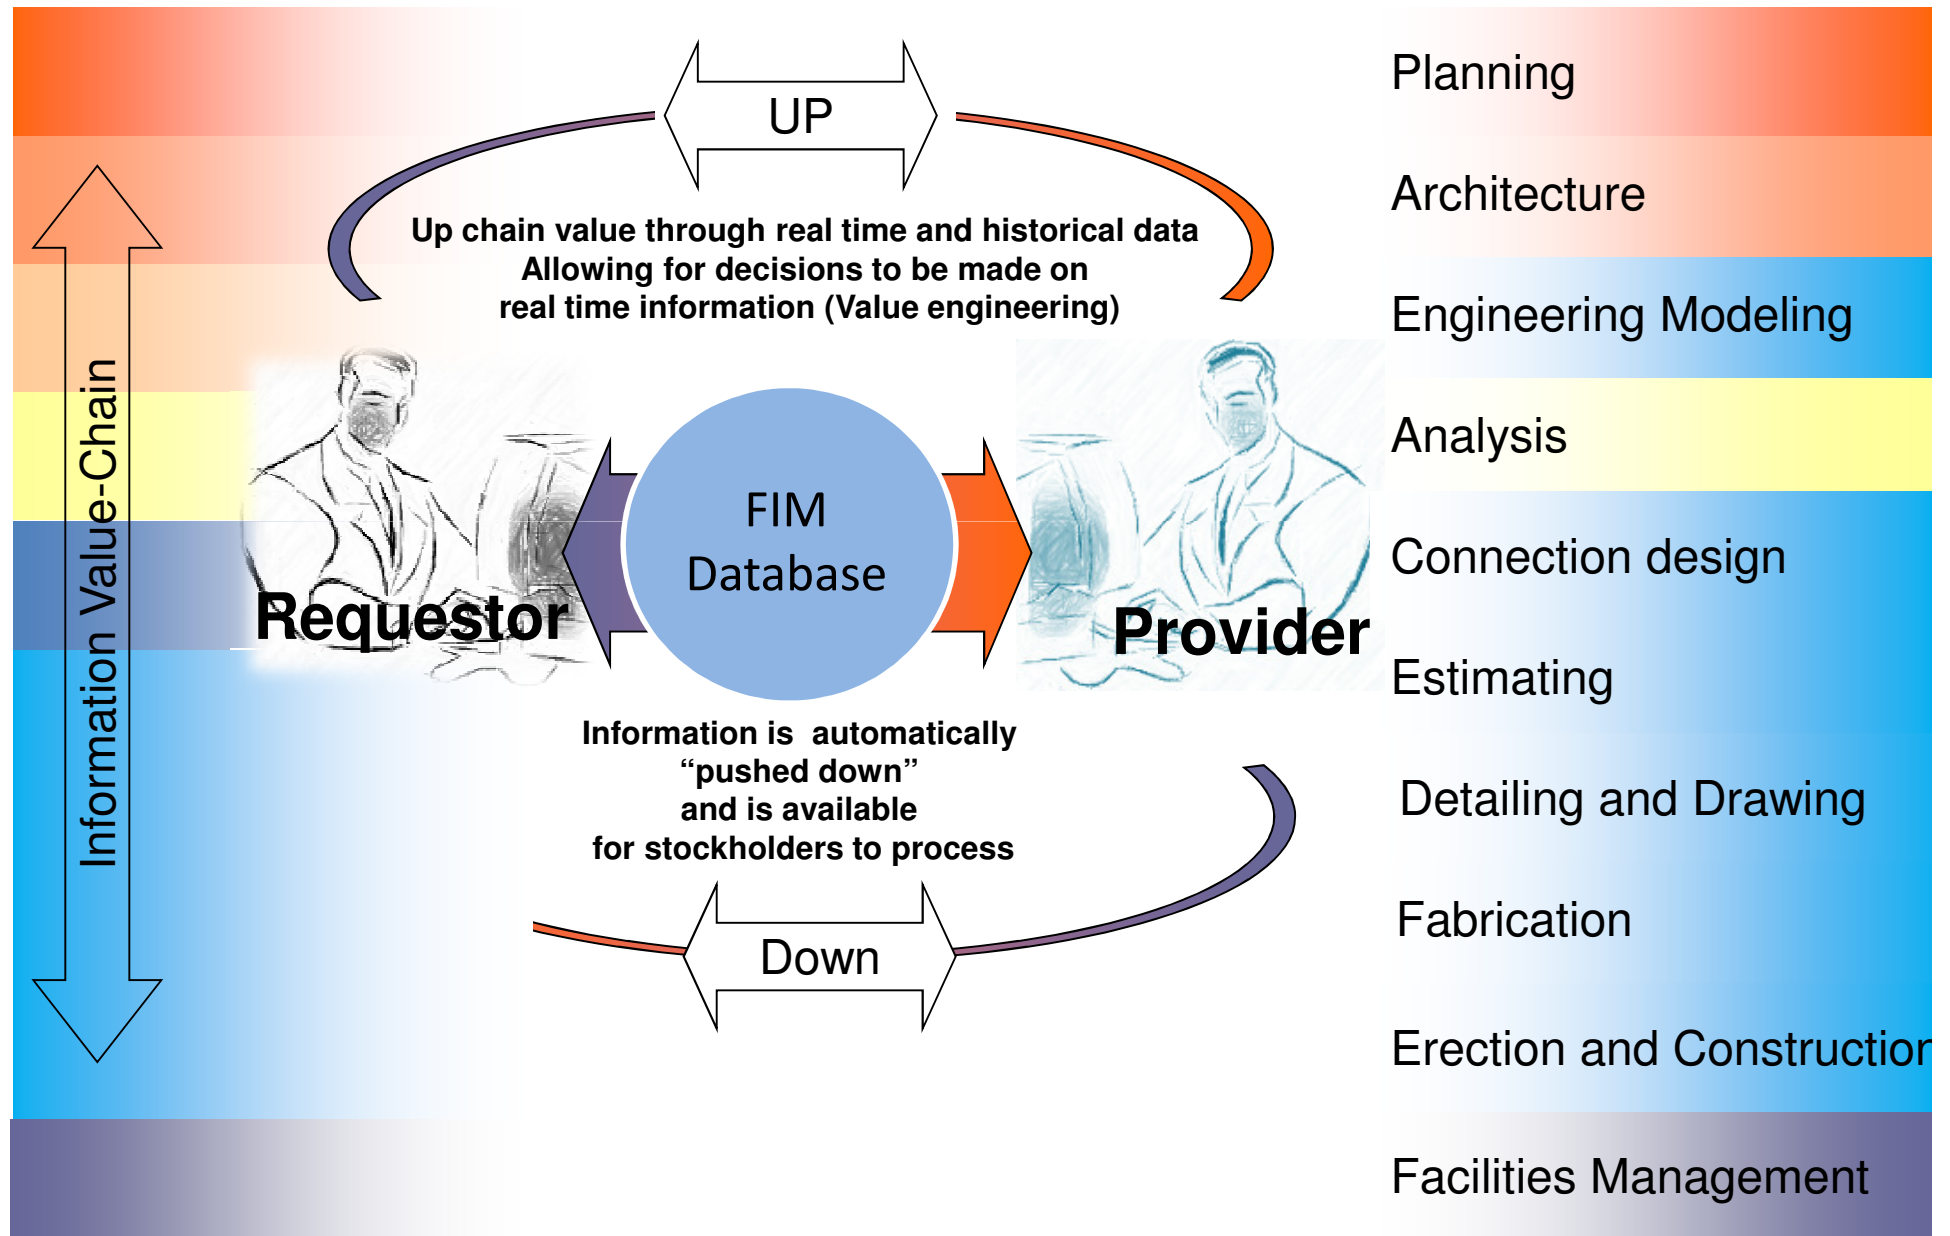 UP
Up chain value through real time and historical data
Allowing for decisions to be made on
real time information (Value engineering)
Information Value-Chain
Requestor
FIM
Database
Provider
Information is  automatically
“pushed down”
and is available
for stockholders to process
Down
Planning
Architecture
Engineering Modeling
Analysis
Connection design
Estimating
Detailing and Drawing
Fabrication
Erection and Construction
Facilities Management